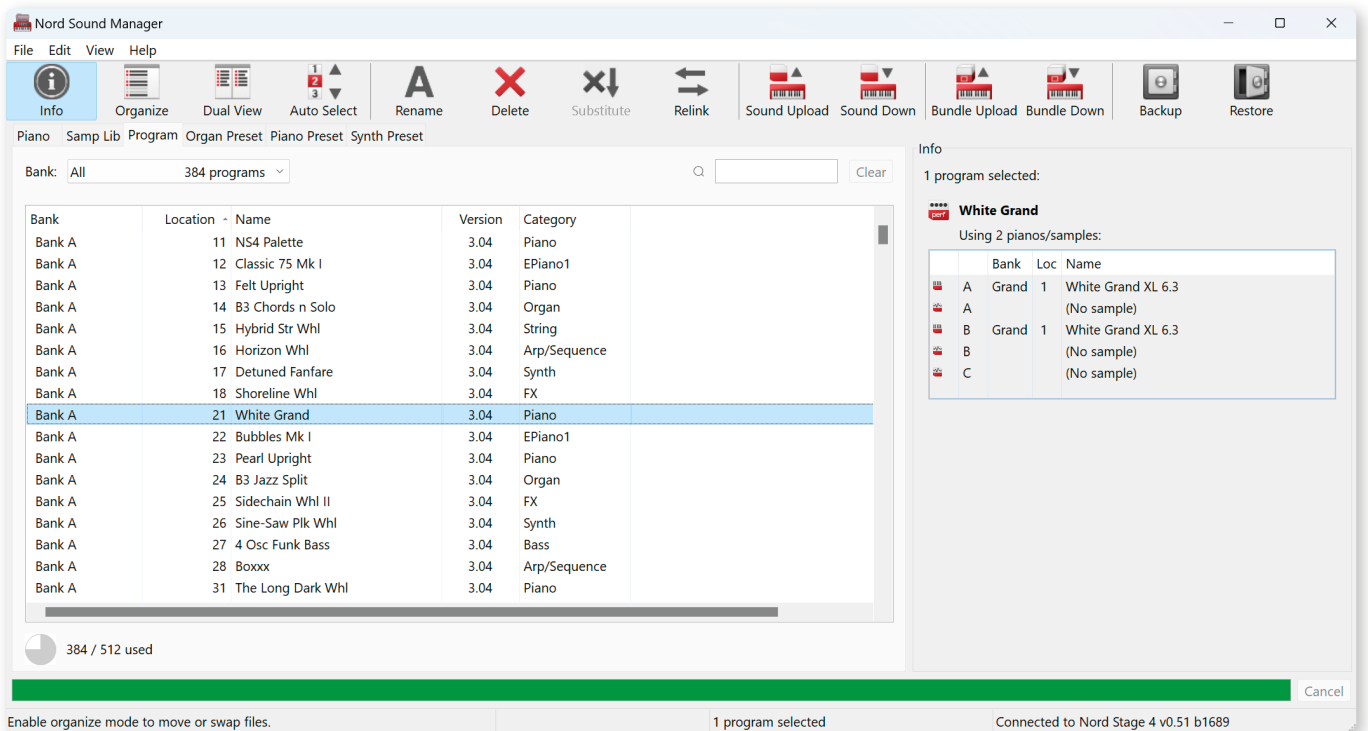 Nord Sound Manager
File Edit View Help
1
2
3
Info Organize Dual View Auto Select Rename Delete Substitute Relink Sound Upload Sound Down Bundle Upload Bundle Down Backup Restore
Piano Samp Lib Program Organ Preset Piano Preset Synth Preset
Bank: All 384 programs Clear
Bank Location Name Version Category
Bank A 11 NS4 Palette 3.04 Piano
Bank A 12 Classic 75 Mk I 3.04 EPiano1
Bank A 13 Felt Upright 3.04 Piano
Bank A 14 B3 Chords n Solo 3.04 Organ
Bank A 15 Hybrid Str Whl 3.04 String
Bank A 16 Horizon Whl 3.04 Arp/Sequence
Bank A 17 Detuned Fanfare 3.04 Synth
Bank A 18 Shoreline Whl 3.04 FX
Bank A 21 White Grand 3.04 Piano
Bank A 22 Bubbles Mk I 3.04 EPiano1
Bank A 23 Pearl Upright 3.04 Piano
Bank A 24 B3 Jazz Split 3.04 Organ
Bank A 25 Sidechain Whl II 3.04 FX
Bank A 26 Sine-Saw Plk Whl 3.04 Synth
Bank A 27 4 Osc Funk Bass 3.04 Bass
Bank A 28 Boxxx 3.04 Arp/Sequence
Bank A 31 The Long Dark Whl 3.04 Piano
384 / 512 used
Info
1 program selected:
perf White Grand
Using 2 pianos/samples:
Bank Loc Name
A Grand 1 White Grand XL 6.3
A (No sample)
B Grand 1 White Grand XL 6.3
B (No sample)
C (No sample)
Cancel
Enable organize mode to move or swap files. 1 program selected Connected to Nord Stage 4 v0.51 b1689